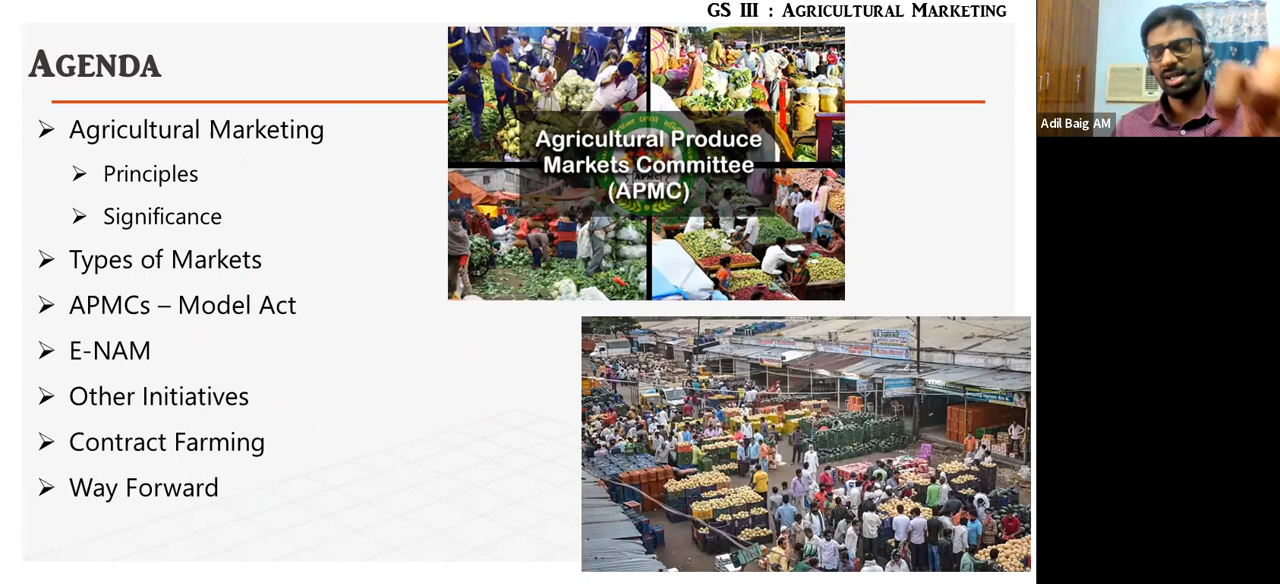 GS III : Agricultural Marketing
Agenda
Agricultural Marketing
Principles
Significance
Types of Markets
APMCs – Model Act
E-NAM
Other Initiatives
Contract Farming
Way Forward
Agricultural Produce
Markets Committee
(APMC)
Adil Baig AM